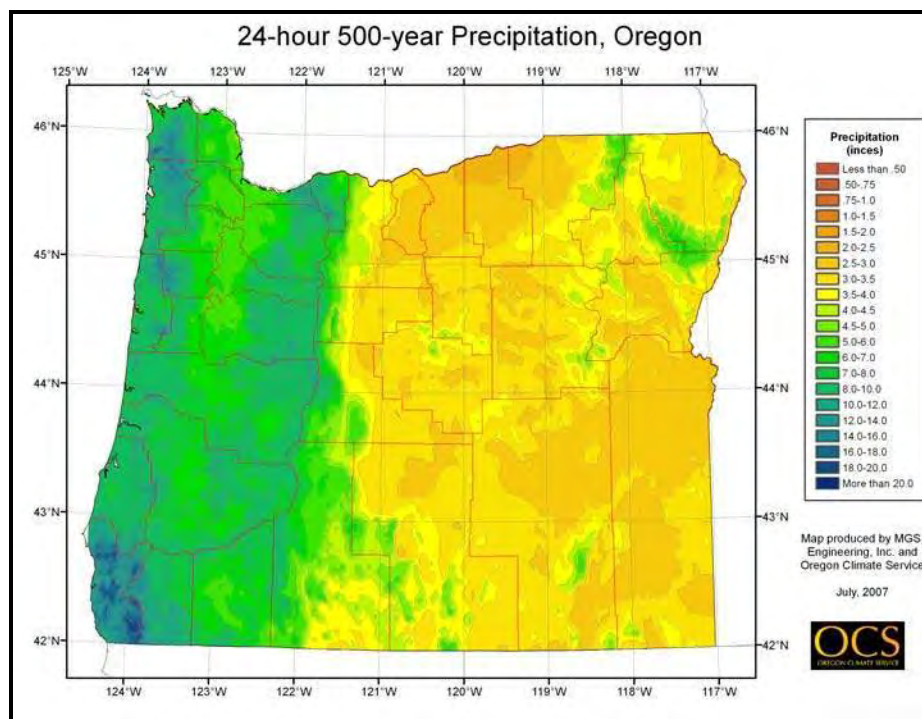 24-hour 500-year Precipitation, Oregon
125°W 124°W 123°W 122°W 121°W 120°W 119°W 118°W 117°W
46°N 46°N
45°N 45°N
44°N 44°N
43°N 43°N
42°N 42°N
124°W 123°W 122°W 121°W 120°W 119°W 118°W 117°W
Precipitation
(inces)
Less than .50
.50-.75
.75-1.0
1.0-1.5
1.5-2.0
2.0-2.5
2.5-3.0
3.0-3.5
3.5-4.0
4.0-4.5
4.5-5.0
5.0-6.0
6.0-7.0
7.0-8.0
8.0-10.0
10.0-12.0
12.0-14.0
14.0-16.0
16.0-18.0
18.0-20.0
More than 20.0
Map produced by MGS
Engineering, Inc. and
Oregon Climate Service
July, 2007
OCS
OREGON CLIMATE SERVICE